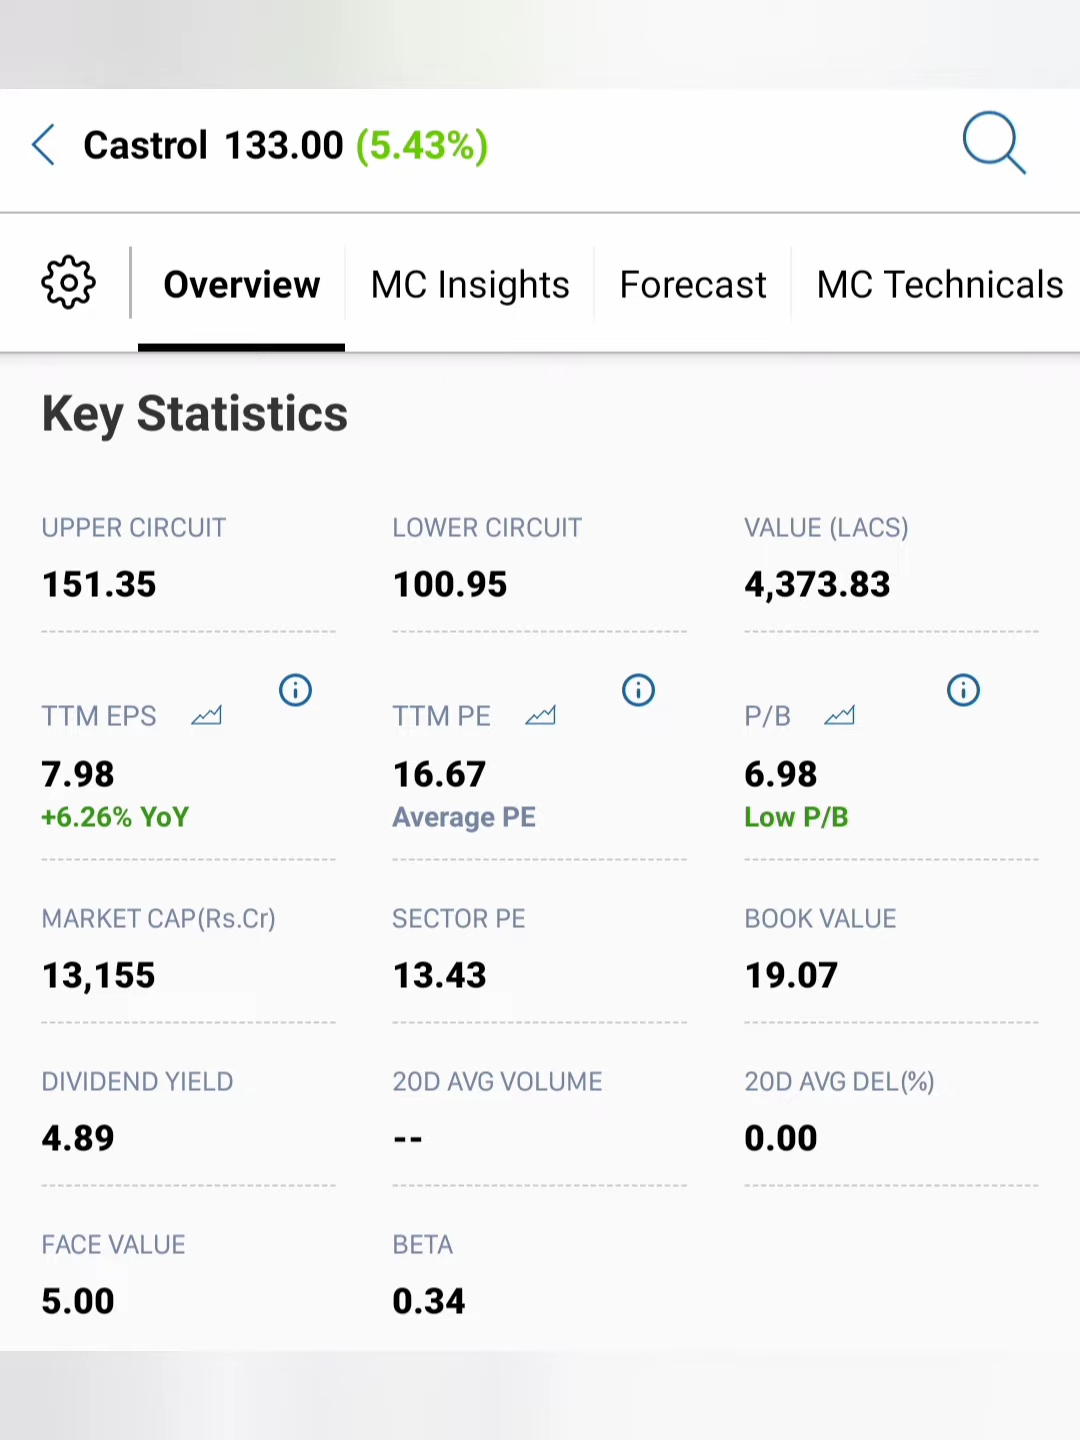 Castrol 133.00 (5.43%)
Overview MC Insights Forecast MC Technicals
Key Statistics
UPPER CIRCUIT LOWER CIRCUIT VALUE (LACS)
151.35 100.95 4,373.83
TTM EPS TTM PE P/B
7.98 16.67 6.98
+6.26% YoY Average PE Low P/B
MARKET CAP(Rs.Cr) SECTOR PE BOOK VALUE
13,155 13.43 19.07
DIVIDEND YIELD 20D AVG VOLUME 20D AVG DEL(%)
4.89 -- 0.00
FACE VALUE BETA
5.00 0.34